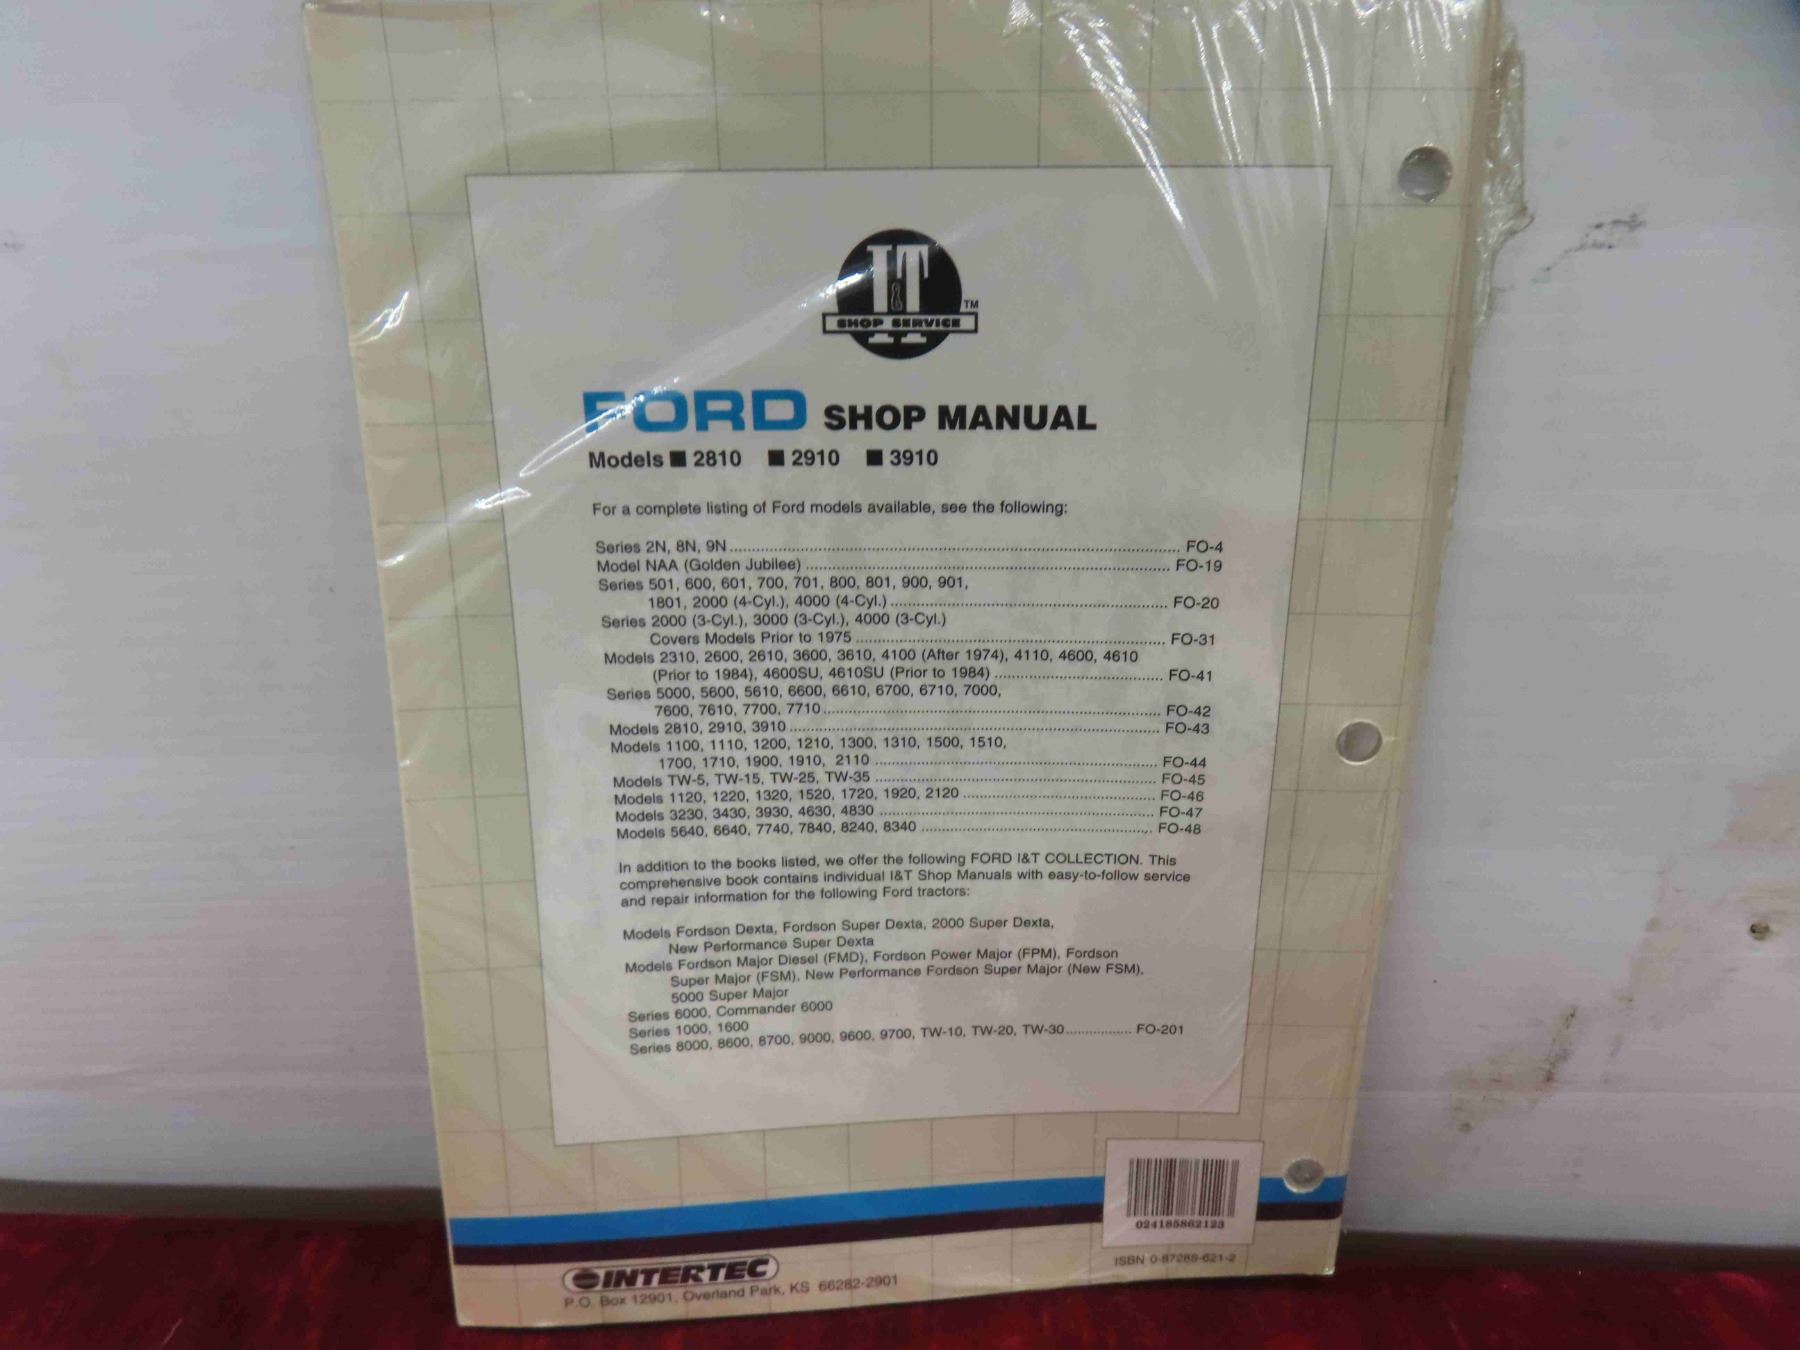 I&T
TM
SHOP SERVICE
FORD SHOP MANUAL
Models ■ 2810 ■ 2910 ■ 3910
For a complete listing of Ford models available, see the following:
Series 2N, 8N, 9N ........ FO-4
Model NAA (Golden Jubilee) ........ FO-19
Series 501, 600, 601, 700, 701, 800, 801, 900, 901,
1801, 2000 (4-Cyl.), 4000 (4-Cyl.) ........ FO-20
Series 2000 (3-Cyl.), 3000 (3-Cyl.), 4000 (3-Cyl.)
Covers Models Prior to 1975 ........ FO-31
Models 2310, 2600, 2610, 3600, 3610, 4100 (After 1974), 4110, 4600, 4610
(Prior to 1984), 4600SU, 4610SU (Prior to 1984) ........ FO-41
Series 5000, 5600, 5610, 6600, 6610, 6700, 6710, 7000,
7600, 7610, 7700, 7710 ........ FO-42
Models 2810, 2910, 3910 ........ FO-43
Models 1100, 1110, 1200, 1210, 1300, 1310, 1500, 1510,
1700, 1710, 1900, 1910, 2110 ........ FO-44
Models TW-5, TW-15, TW-25, TW-35 ........ FO-45
Models 1120, 1220, 1320, 1520, 1720, 1920, 2120 ........ FO-46
Models 3230, 3430, 3930, 4630, 4830 ........ FO-47
Models 5640, 6640, 7740, 7840, 8240, 8340 ........ FO-48
In addition to the books listed, we offer the following FORD I&T COLLECTION. This
comprehensive book contains individual I&T Shop Manuals with easy-to-follow service
and repair information for the following Ford tractors:
Models Fordson Dexta, Fordson Super Dexta, 2000 Super Dexta,
New Performance Super Dexta
Models Fordson Major Diesel (FMD), Fordson Power Major (FPM), Fordson
Super Major (FSM), New Performance Fordson Super Major (New FSM),
5000 Super Major
Series 6000, Commander 6000
Series 1000, 1600
Series 8000, 8600, 8700, 9000, 9600, 9700, TW-10, TW-20, TW-30 ........ FO-201
024185862123
ISBN 0-87288-621-2
INTERTEC
P.O. Box 12901, Overland Park, KS 66282-2901